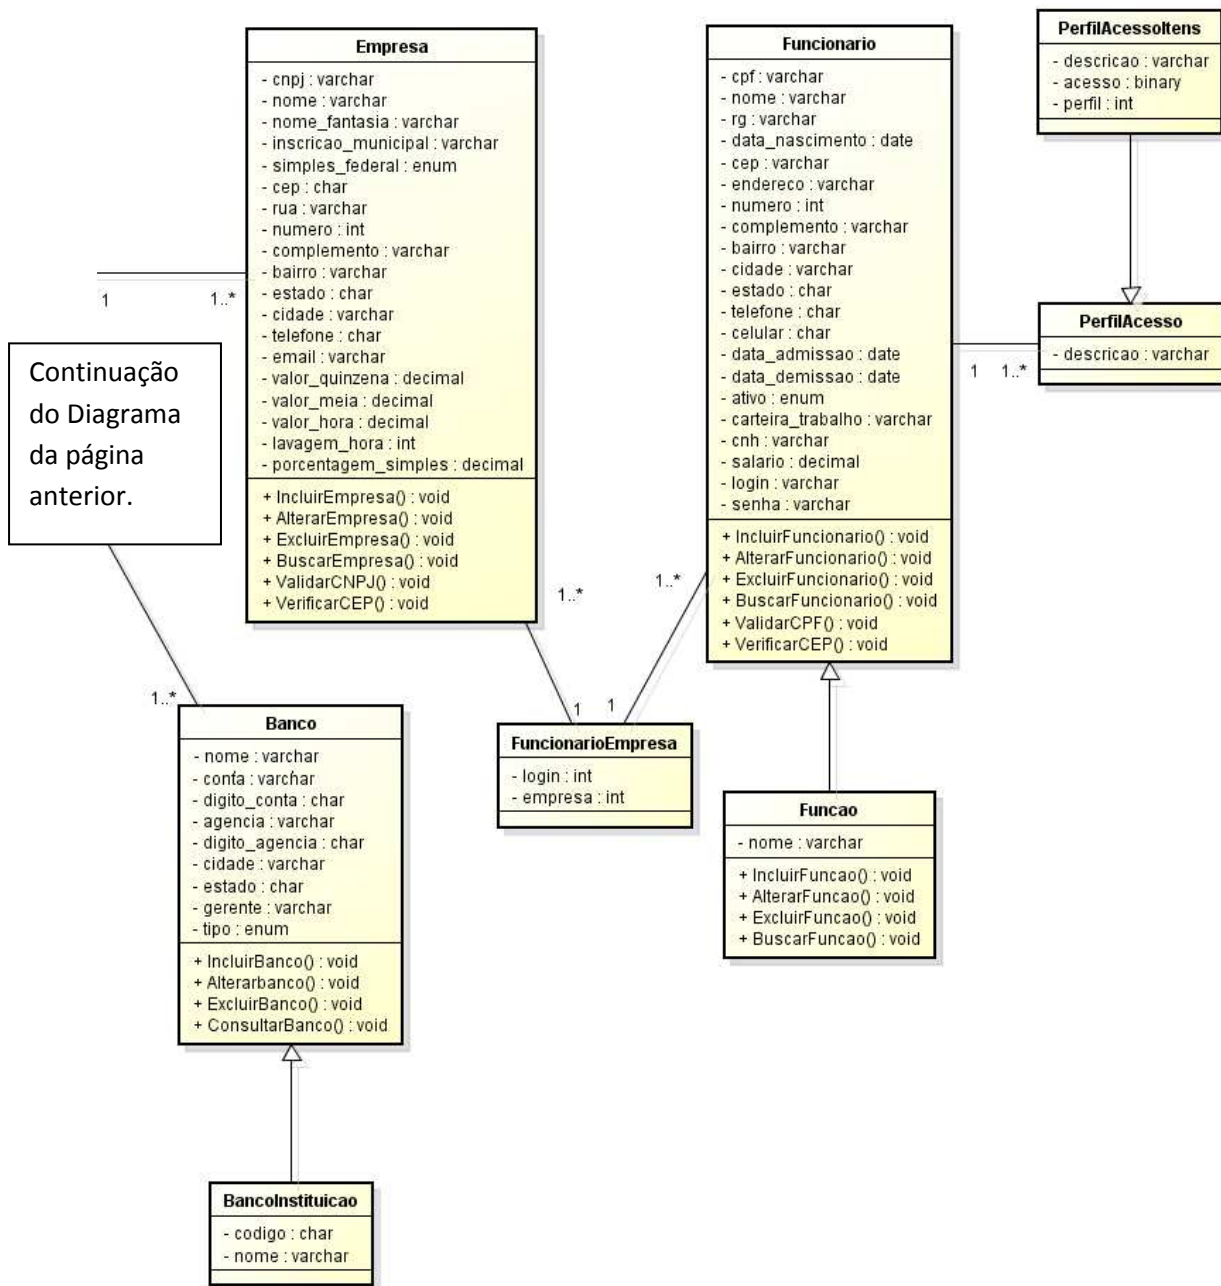 Empresa
- cnpj : varchar
- nome : varchar
- nome_fantasia : varchar
- inscricao_municipal : varchar
- simples_federal : enum
- cep : char
- rua : varchar
- numero : int
- complemento : varchar
- bairro : varchar
- estado : char
- cidade : varchar
- telefone : char
- email : varchar
- valor_quinzena : decimal
- valor_meia : decimal
- valor_hora : decimal
- lavagem_hora : int
- porcentagem_simples : decimal
+ IncluirEmpresa() : void
+ AlterarEmpresa() : void
+ ExcluirEmpresa() : void
+ BuscarEmpresa() : void
+ ValidarCNPJ() : void
+ VerificarCEP() : void
Funcionario
- cpf : varchar
- nome : varchar
- rg : varchar
- data_nascimento : date
- cep : varchar
- endereco : varchar
- numero : int
- complemento : varchar
- bairro : varchar
- cidade : varchar
- estado : char
- telefone : char
- celular : char
- data_admissao : date
- data_demissao : date
- ativo : enum
- carteira_trabalho : varchar
- cnh : varchar
- salario : decimal
- login : varchar
- senha : varchar
+ IncluirFuncionario() : void
+ AlterarFuncionario() : void
+ ExcluirFuncionario() : void
+ BuscarFuncionario() : void
+ ValidarCPF() : void
+ VerificarCEP() : void
PerfilAcessoItens
- descricao : varchar
- acesso : binary
- perfil : int
PerfilAcesso
- descricao : varchar
1 1..*
1 1..*
Continuação
do Diagrama
da página
anterior.
1..*
1..*
1..*
1
1
Banco
- nome : varchar
- conta : varchar
- digito_conta : char
- agencia : varchar
- digito_agencia : char
- cidade : varchar
- estado : char
- gerente : varchar
- tipo : enum
+ IncluirBanco() : void
+ Alterarbanco() : void
+ ExcluirBanco() : void
+ ConsultarBanco() : void
FuncionarioEmpresa
- login : int
- empresa : int
Funcao
- nome : varchar
+ IncluirFuncao() : void
+ AlterarFuncao() : void
+ ExcluirFuncao() : void
+ BuscarFuncao() : void
BancoInstituicao
- codigo : char
- nome : varchar